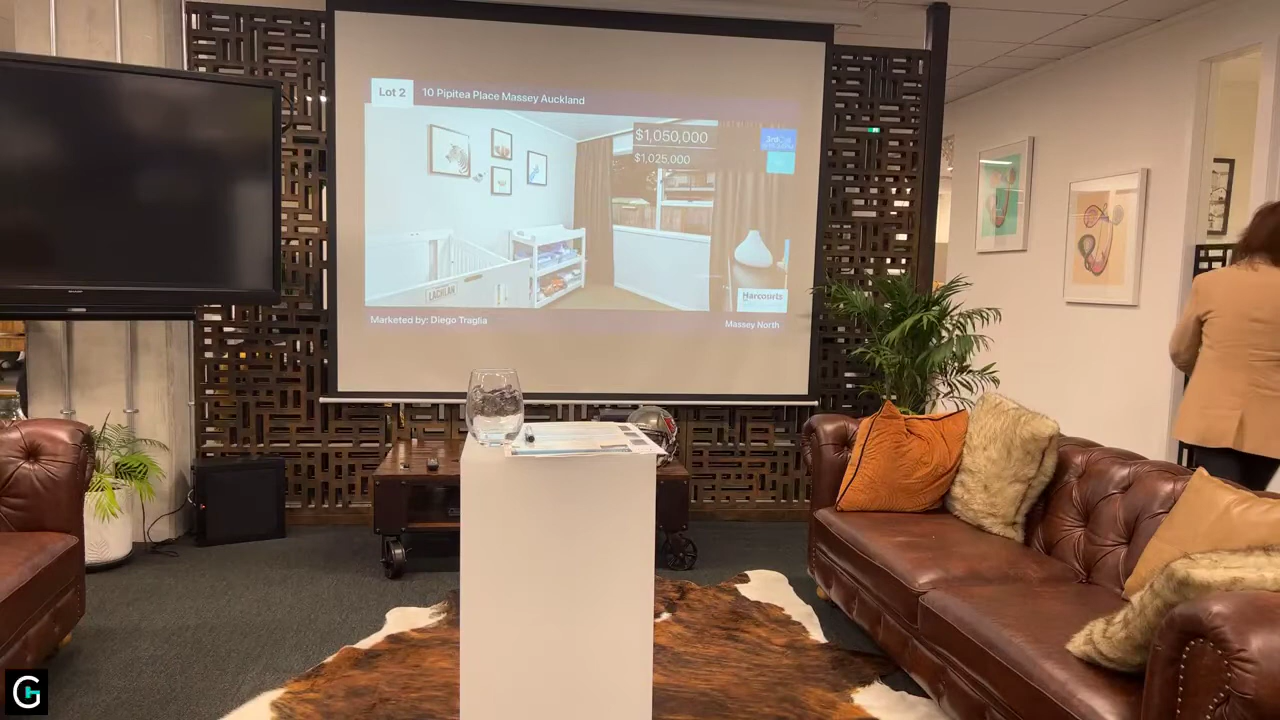 Lot 2
10 Pipitea Place Massey Auckland
$1,050,000
$1,025,000
LACHLAN
Harcourts
Marketed by: Diego Traglia
Massey North